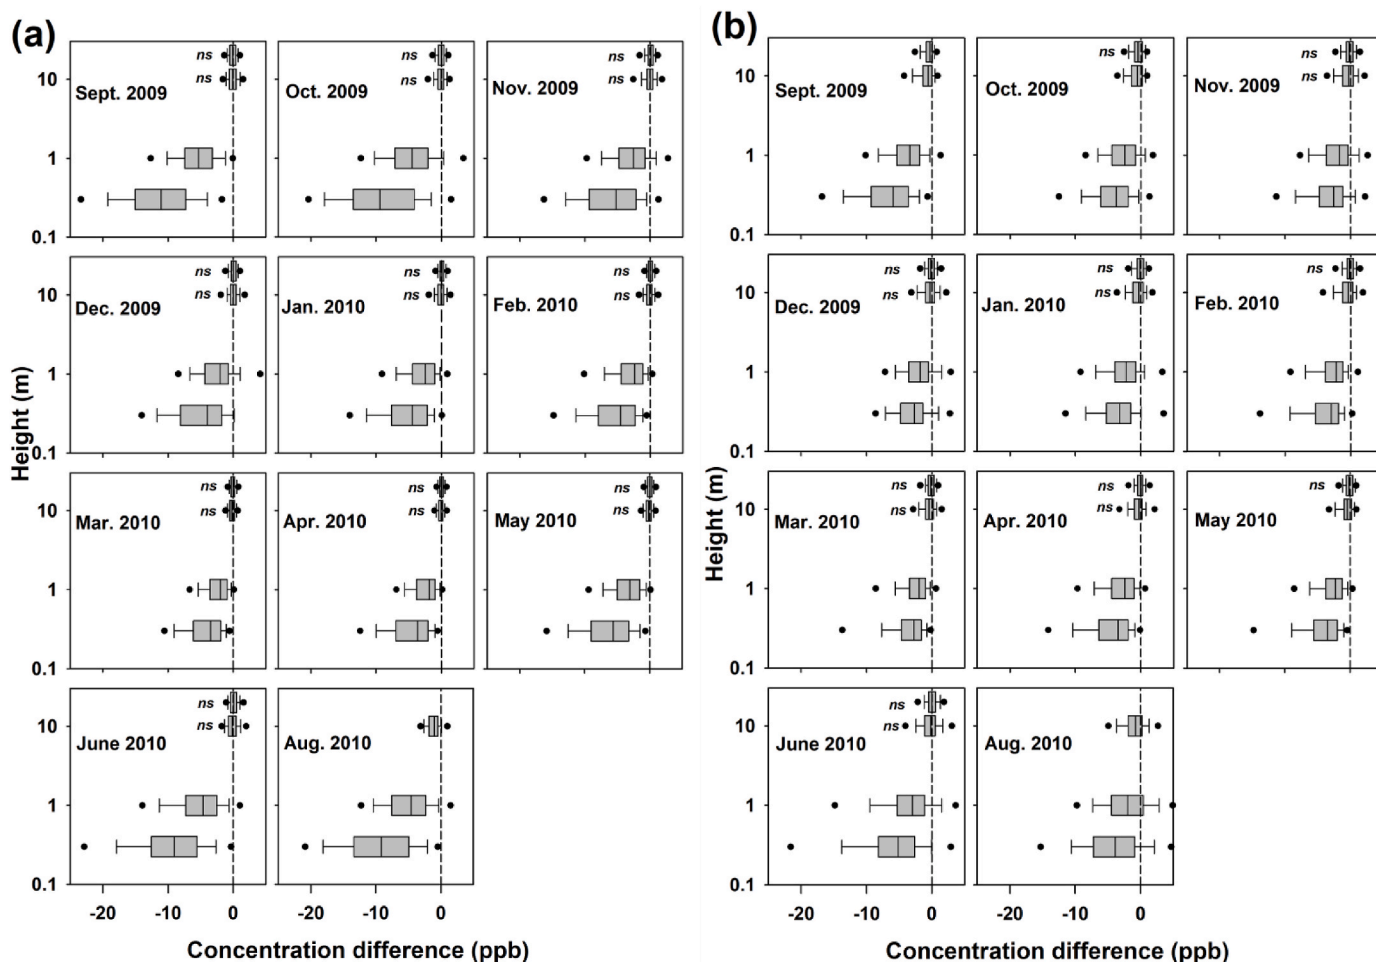 (a)
Height (m)
10
1
0.1
ns
ns
Sept. 2009
ns
ns
Oct. 2009
ns
ns
Nov. 2009
10
1
0.1
ns
ns
Dec. 2009
ns
ns
Jan. 2010
ns
ns
Feb. 2010
10
1
0.1
ns
ns
Mar. 2010
ns
ns
Apr. 2010
ns
ns
May 2010
10
1
0.1
ns
ns
June 2010
Aug. 2010
-20 -10 0
-20 -10 0
Concentration difference (ppb)
(b)
Height (m)
10
1
0.1
Sept. 2009
ns
Oct. 2009
ns
ns
Nov. 2009
10
1
0.1
ns
ns
Dec. 2009
ns
ns
Jan. 2010
ns
Feb. 2010
10
1
0.1
ns
ns
Mar. 2010
ns
ns
Apr. 2010
ns
May 2010
10
1
0.1
ns
ns
June 2010
Aug. 2010
-20 -10 0
-20 -10 0
Concentration difference (ppb)